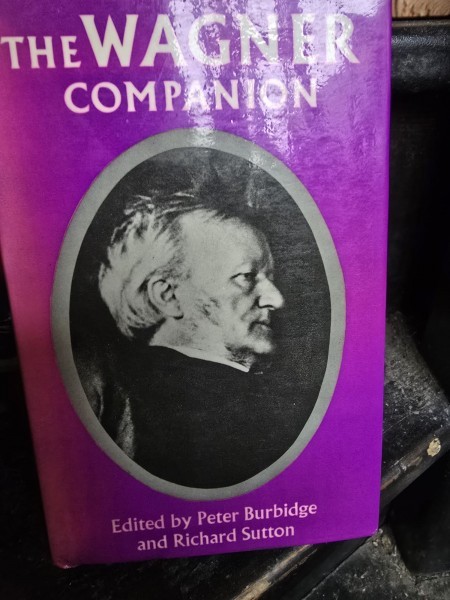 THE WAGNER
COMPANION
Edited by Peter Burbidge
and Richard Sutton